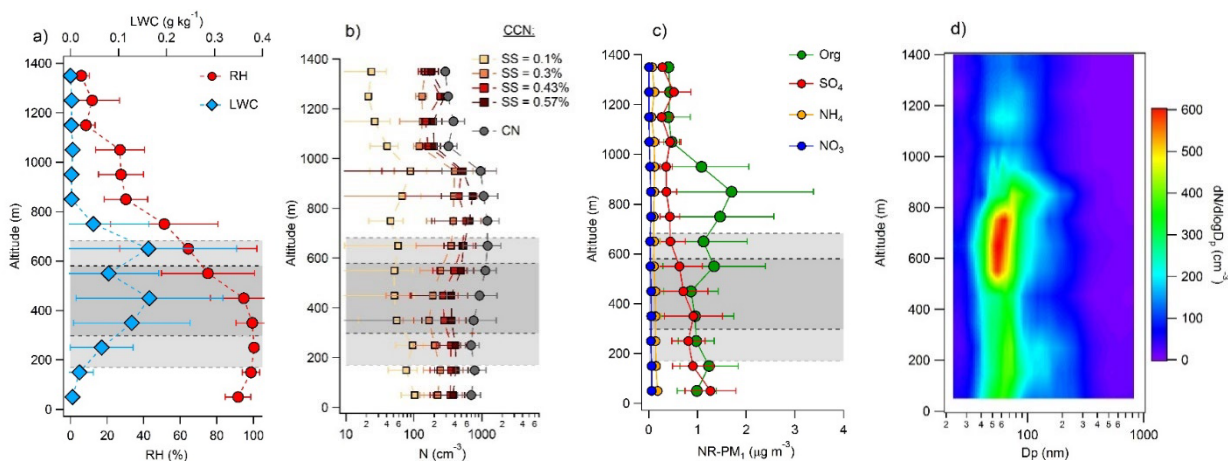 LWC (g kg⁻¹)
0.0 0.1 0.2 0.3 0.4
a)
RH
LWC
Altitude (m)
1400
1200
1000
800
600
400
200
0
0 20 40 60 80 100
RH (%)
b)
CCN:
SS = 0.1%
SS = 0.3%
SS = 0.43%
SS = 0.57%
CN
Altitude (m)
1400
1200
1000
800
600
400
200
0
10 2 4 6 100 2 4 6 1000 2 4 6
N (cm⁻³)
c)
Org
SO₄
NH₄
NO₃
Altitude (m)
1400
1200
1000
800
600
400
200
0
0 1 2 3 4
NR-PM₁ (µg m⁻³)
d)
Altitude (m)
1400
1200
1000
800
600
400
200
0
2 3 4 5 6 100 2 3 4 5 6 1000
Dp (nm)
600
500
400
300
200
100
0
dN/dlogDₚ (cm⁻³)